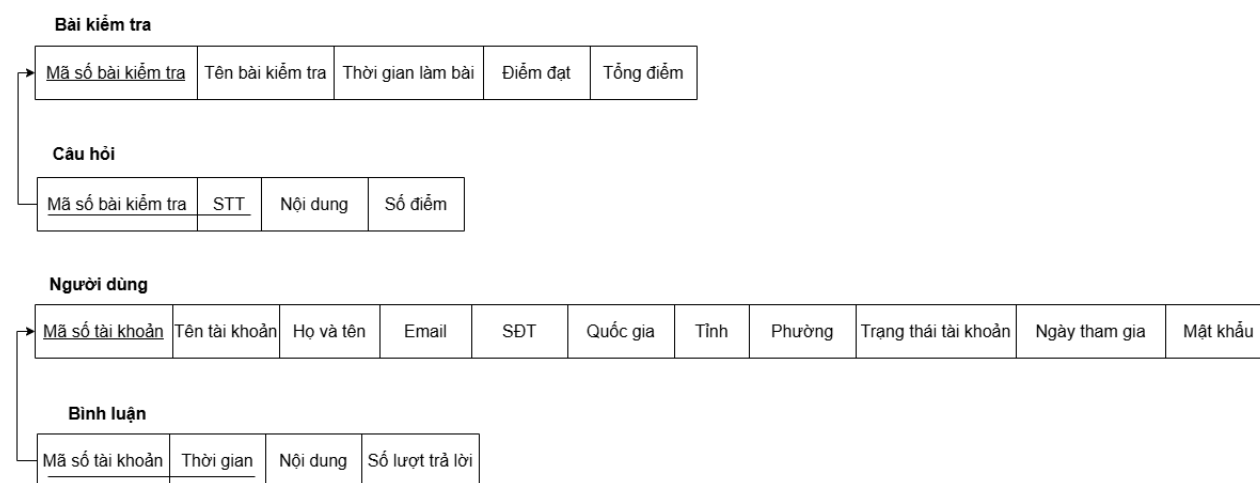 Bài kiểm tra
Mã số bài kiểm tra Tên bài kiểm tra Thời gian làm bài Điểm đạt Tổng điểm
Câu hỏi
Mã số bài kiểm tra STT Nội dung Số điểm
Người dùng
Mã số tài khoản Tên tài khoản Họ và tên Email SĐT Quốc gia Tỉnh Phường Trạng thái tài khoản Ngày tham gia Mật khẩu
Bình luận
Mã số tài khoản Thời gian Nội dung Số lượt trả lời